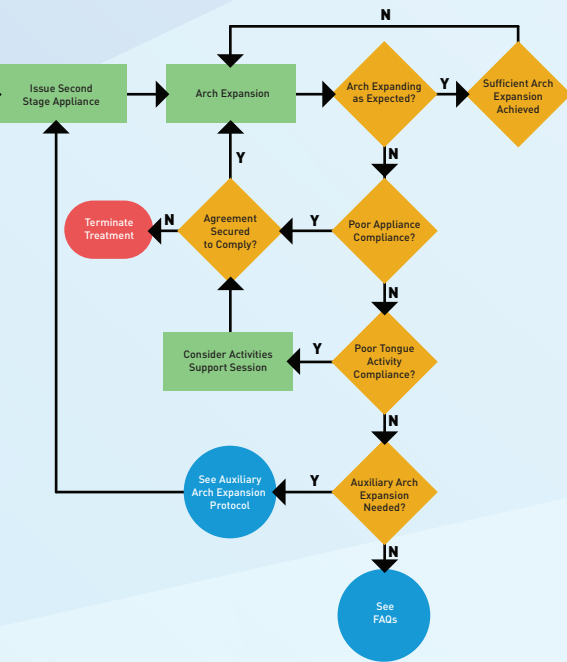 N
Issue Second
Stage Appliance
Arch Expansion
Arch Expanding
as Expected?
Y
Sufficient Arch
Expansion
Achieved
N
Y
Terminate
Treatment
N
Agreement
Secured
to Comply?
Y
Poor Appliance
Compliance?
N
Consider Activities
Support Session
Y
Poor Tongue
Activity
Compliance?
N
See Auxiliary
Arch Expansion
Protocol
Y
Auxiliary Arch
Expansion
Needed?
N
See
FAQs